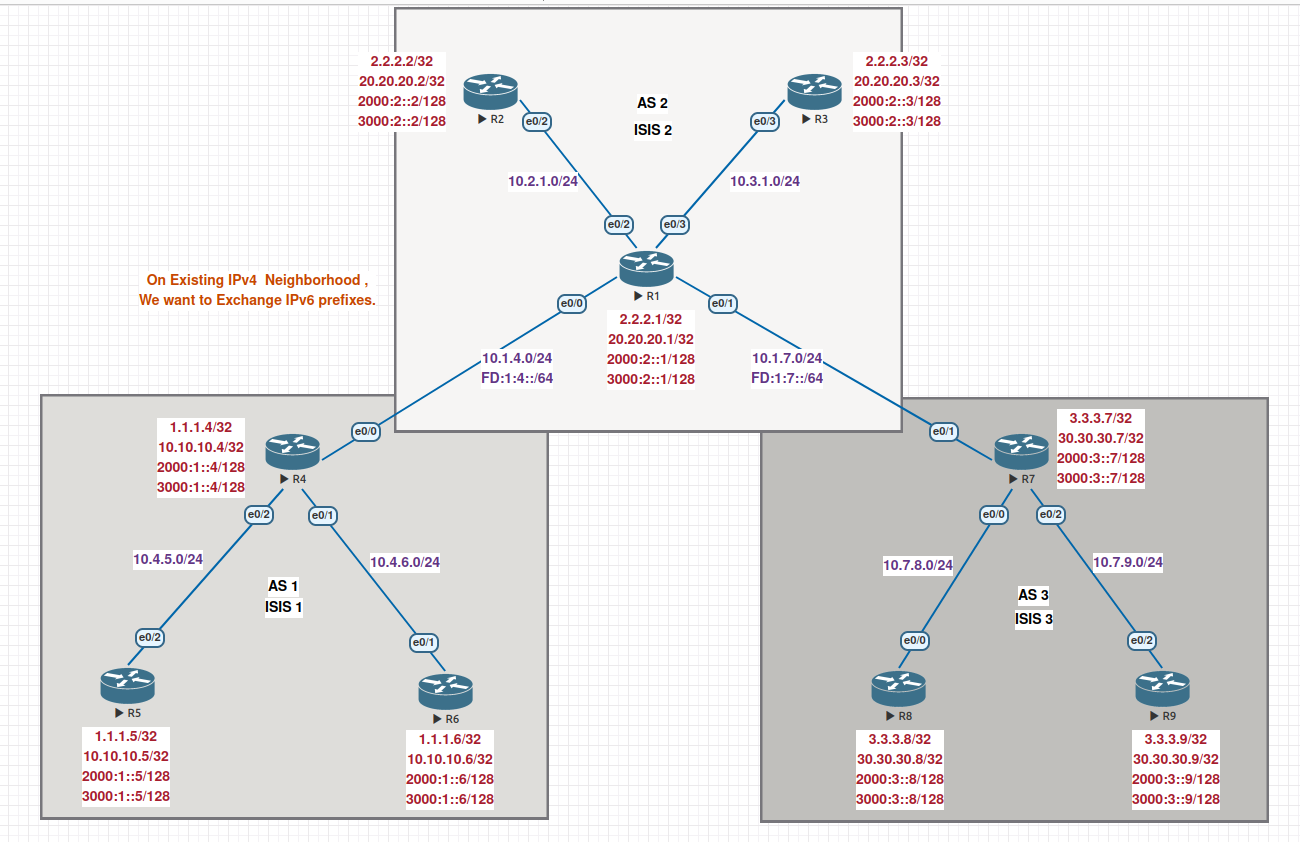 2.2.2.2/32
20.20.20.2/32
2000:2::2/128
3000:2::2/128
R2
e0/2
AS 2
ISIS 2
2.2.2.3/32
20.20.20.3/32
2000:2::3/128
3000:2::3/128
R3
e0/3
10.2.1.0/24
10.3.1.0/24
e0/2
e0/3
R1
e0/0
e0/1
2.2.2.1/32
20.20.20.1/32
2000:2::1/128
3000:2::1/128
On Existing IPv4 Neighborhood ,
We want to Exchange IPv6 prefixes.
10.1.4.0/24
FD:1:4::/64
10.1.7.0/24
FD:1:7::/64
1.1.1.4/32
10.10.10.4/32
2000:1::4/128
3000:1::4/128
R4
e0/0
e0/2
e0/1
10.4.5.0/24
10.4.6.0/24
AS 1
ISIS 1
e0/2
e0/1
R5
R6
1.1.1.5/32
10.10.10.5/32
2000:1::5/128
3000:1::5/128
1.1.1.6/32
10.10.10.6/32
2000:1::6/128
3000:1::6/128
e0/1
R7
3.3.3.7/32
30.30.30.7/32
2000:3::7/128
3000:3::7/128
e0/0
e0/2
10.7.8.0/24
10.7.9.0/24
AS 3
ISIS 3
e0/0
e0/2
R8
R9
3.3.3.8/32
30.30.30.8/32
2000:3::8/128
3000:3::8/128
3.3.3.9/32
30.30.30.9/32
2000:3::9/128
3000:3::9/128